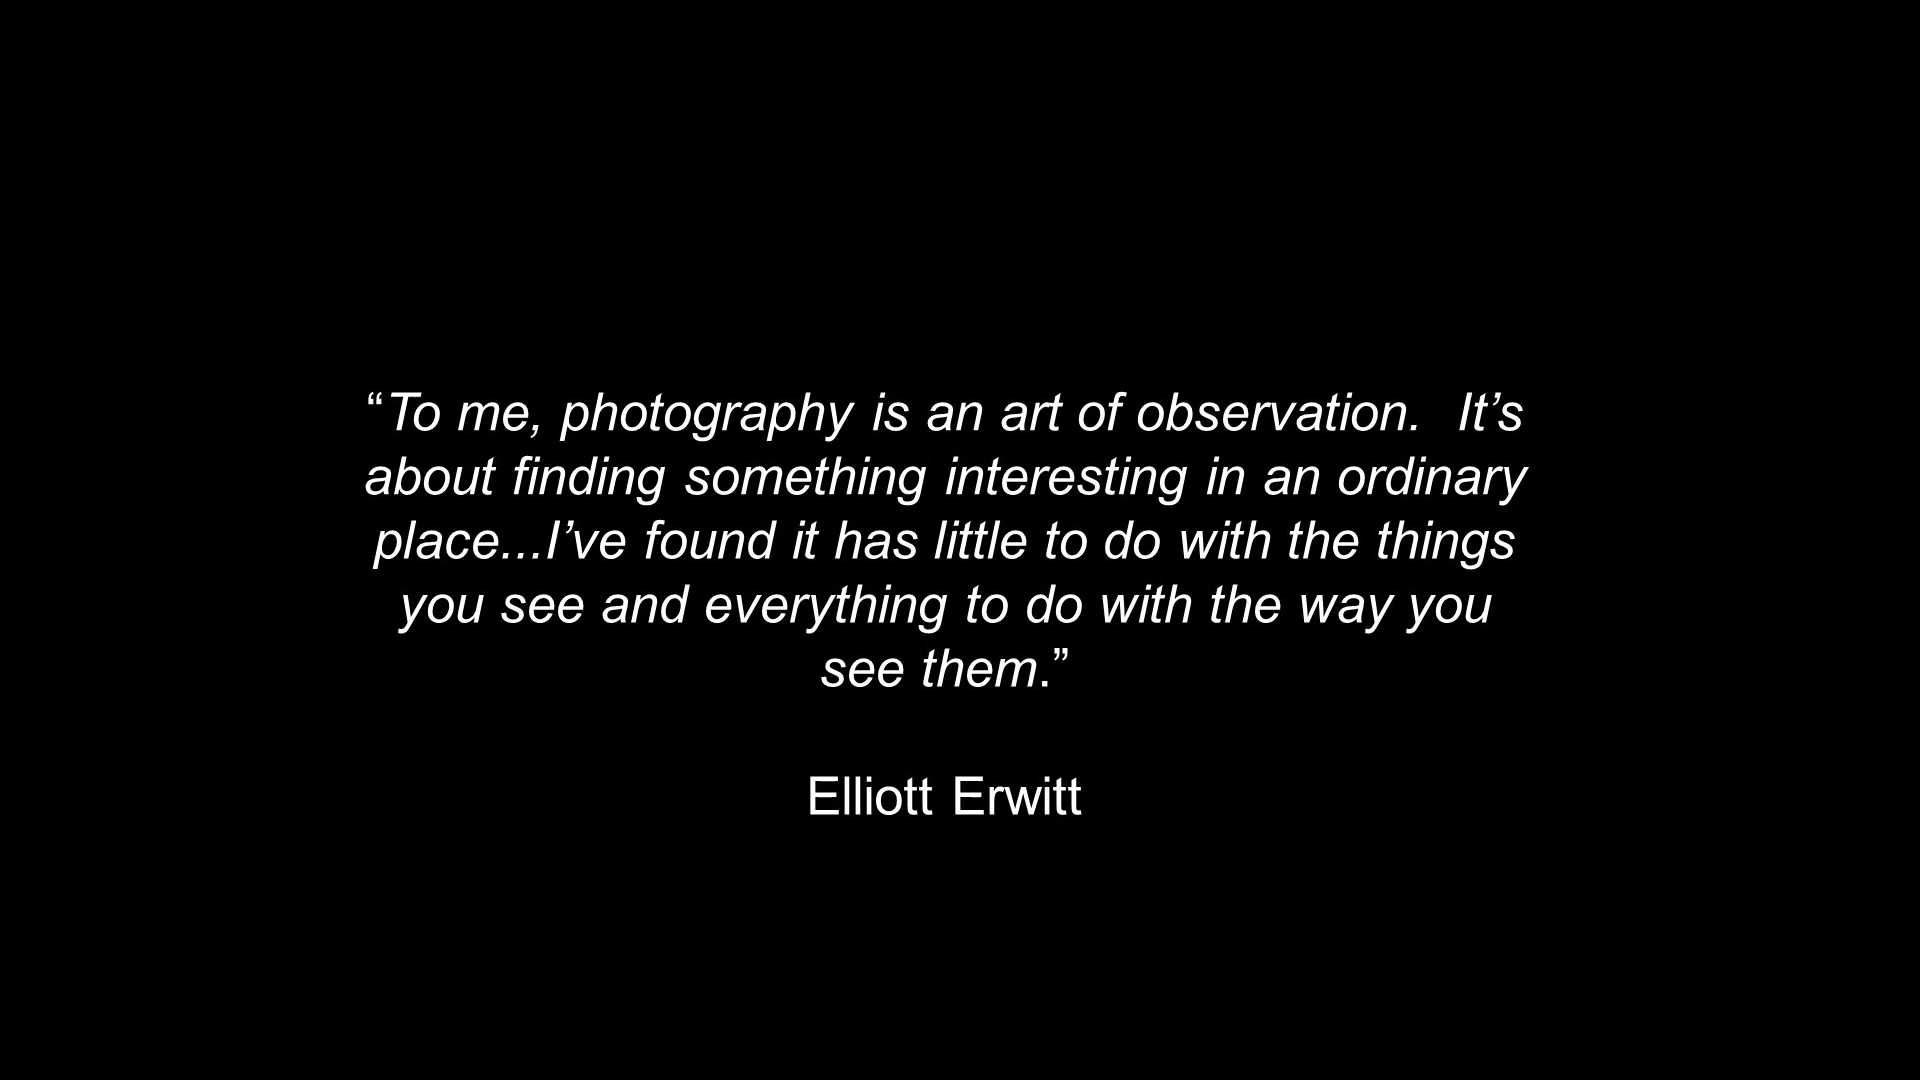 “To me, photography is an art of observation.  It’s
about finding something interesting in an ordinary
place...I’ve found it has little to do with the things
you see and everything to do with the way you
see them.”
Elliott Erwitt